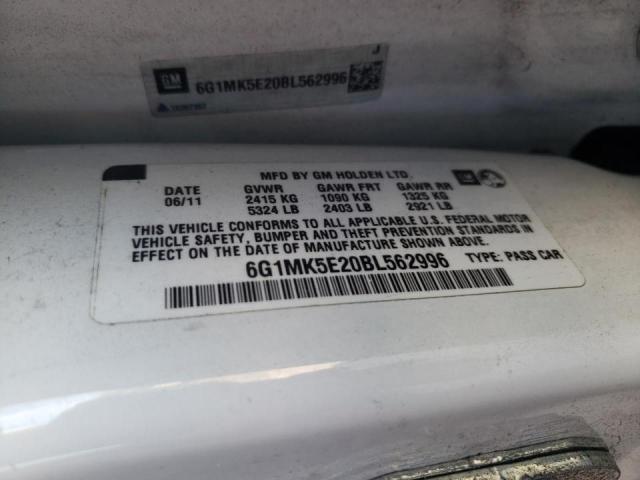 J
GM
6G1MK5E20BL562996
MFD BY GM HOLDEN LTD.
GM
DATE GVWR GAWR FRT GAWR RR
06/11 2415 KG 1090 KG 1325 KG
5324 LB 2403 LB 2921 LB
THIS VEHICLE CONFORMS TO ALL APPLICABLE U.S. FEDERAL MOTOR
VEHICLE SAFETY, BUMPER AND THEFT PREVENTION STANDARDS IN
EFFECT ON THE DATE OF MANUFACTURE SHOWN ABOVE.
6G1MK5E20BL562996 TYPE: PASS CAR